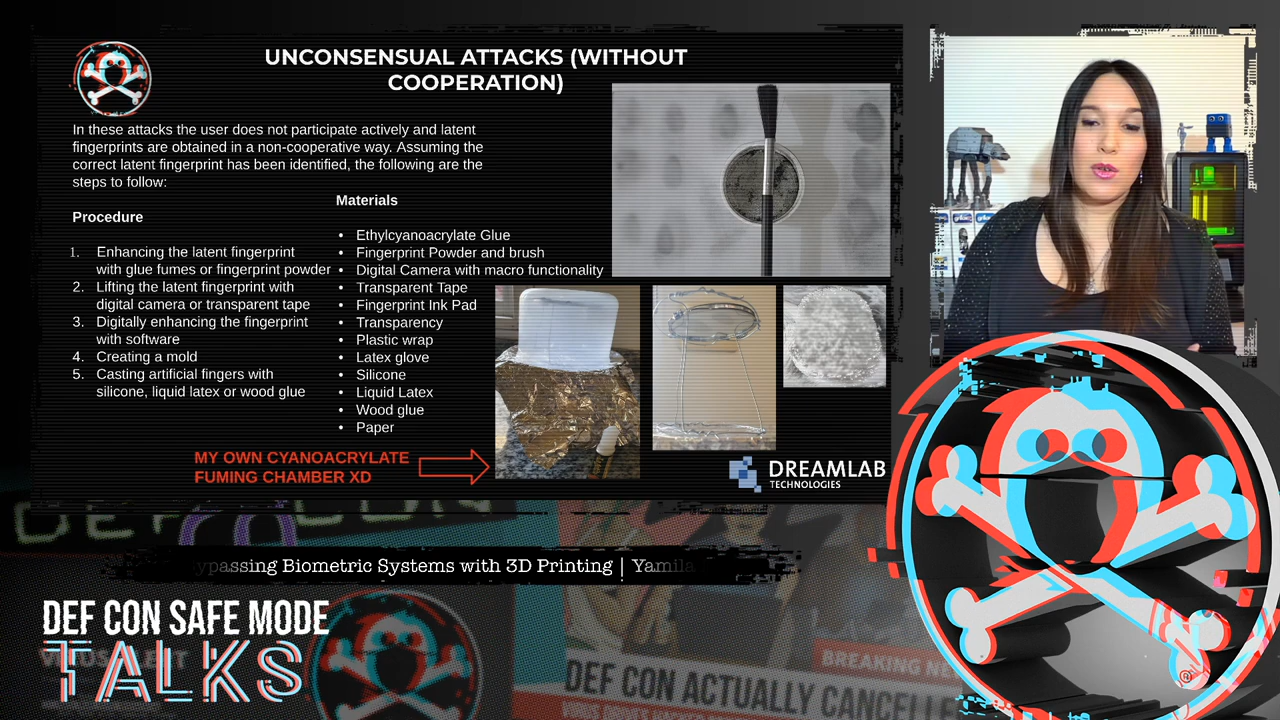 UNCONSENSUAL ATTACKS (WITHOUT
COOPERATION)
In these attacks the user does not participate actively and latent
fingerprints are obtained in a non-cooperative way. Assuming the
correct latent fingerprint has been identified, the following are the
steps to follow:
Procedure
1. Enhancing the latent fingerprint
with glue fumes or fingerprint powder
2. Lifting the latent fingerprint with
digital camera or transparent tape
3. Digitally enhancing the fingerprint
with software
4. Creating a mold
5. Casting artificial fingers with
silicone, liquid latex or wood glue
Materials
• Ethylcyanoacrylate Glue
• Fingerprint Powder and brush
• Digital Camera with macro functionality
• Transparent Tape
• Fingerprint Ink Pad
• Transparency
• Plastic wrap
• Latex glove
• Silicone
• Liquid Latex
• Wood glue
• Paper
MY OWN CYANOACRYLATE
FUMING CHAMBER XD
DREAMLAB
TECHNOLOGIES
DEF CON
ypassing Biometric Systems with 3D Printing | Yamila
DEF CON SAFE MODE
TALKS
BREAKING NE
DEF CON ACTUALLY CANCELLE
®